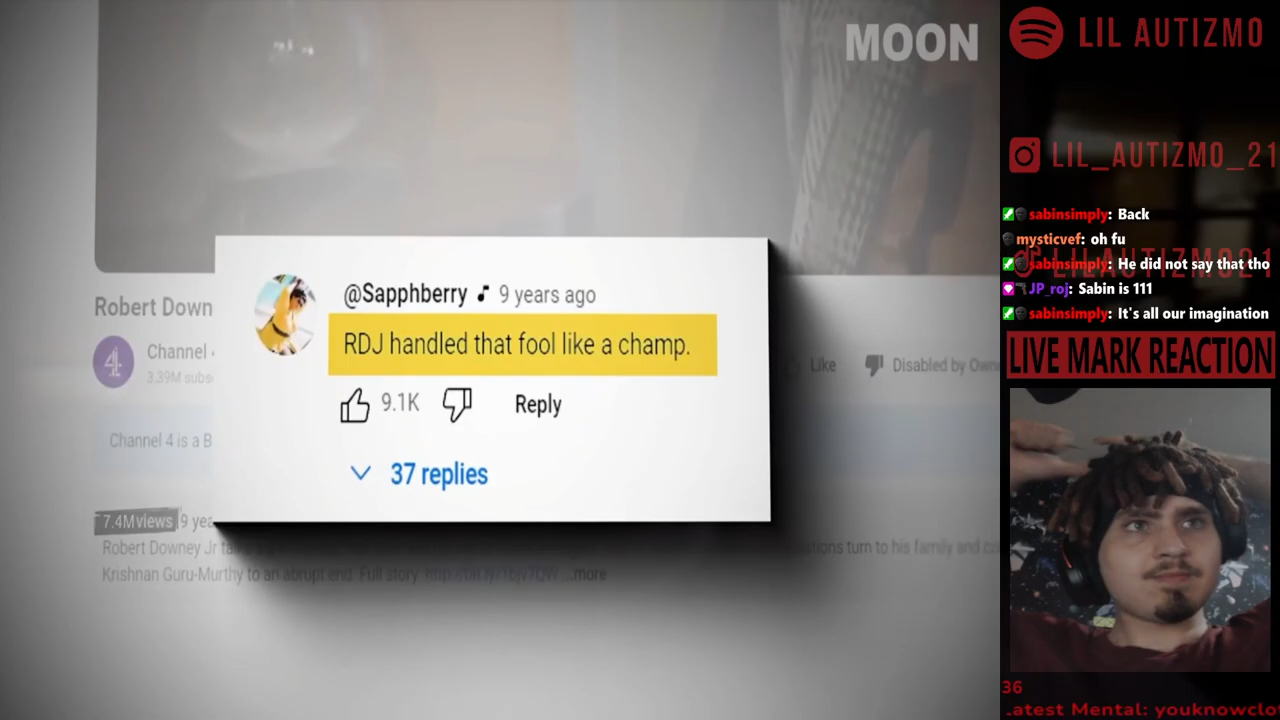 MOON
@Sapphberry 9 years ago
RDJ handled that fool like a champ.
9.1K Reply
37 replies
Robert Down
Channel
3.39M subs
Like Disabled by Own
Channel 4 is a B
7.4M views 9 yea
Robert Downey Jr ta
tions turn to his family and
Krishnan Guru-Murthy to an abrupt end. Full story:
...more
LIL AUTIZMO
LIL_AUTIZMO_21
LILAUTIZMO21
sabinsimply: Back
mysticvef: oh fu
sabinsimply: He did not say that tho
JP_roj: Sabin is 111
sabinsimply: It's all our imagination
LIVE MARK REACTION
36
atest Mental: youknowclo